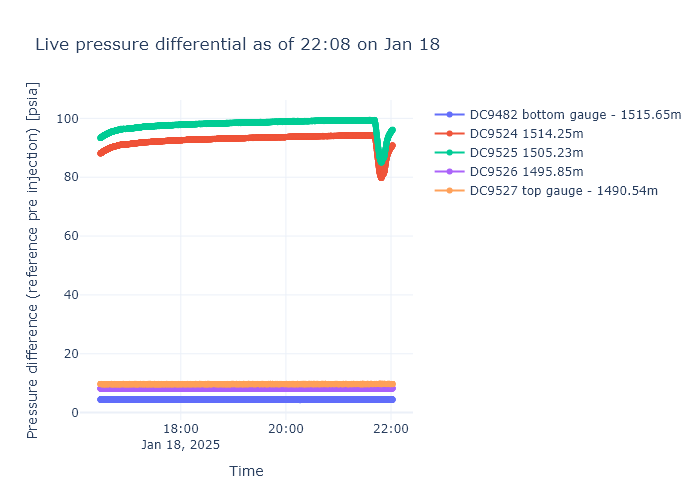 Live pressure differential as of 22:08 on Jan 18
Pressure difference (reference pre injection) [psia]
100
80
60
40
20
0
18:00
Jan 18, 2025
20:00
22:00
Time
DC9482 bottom gauge - 1515.65m
DC9524 1514.25m
DC9525 1505.23m
DC9526 1495.85m
DC9527 top gauge - 1490.54m